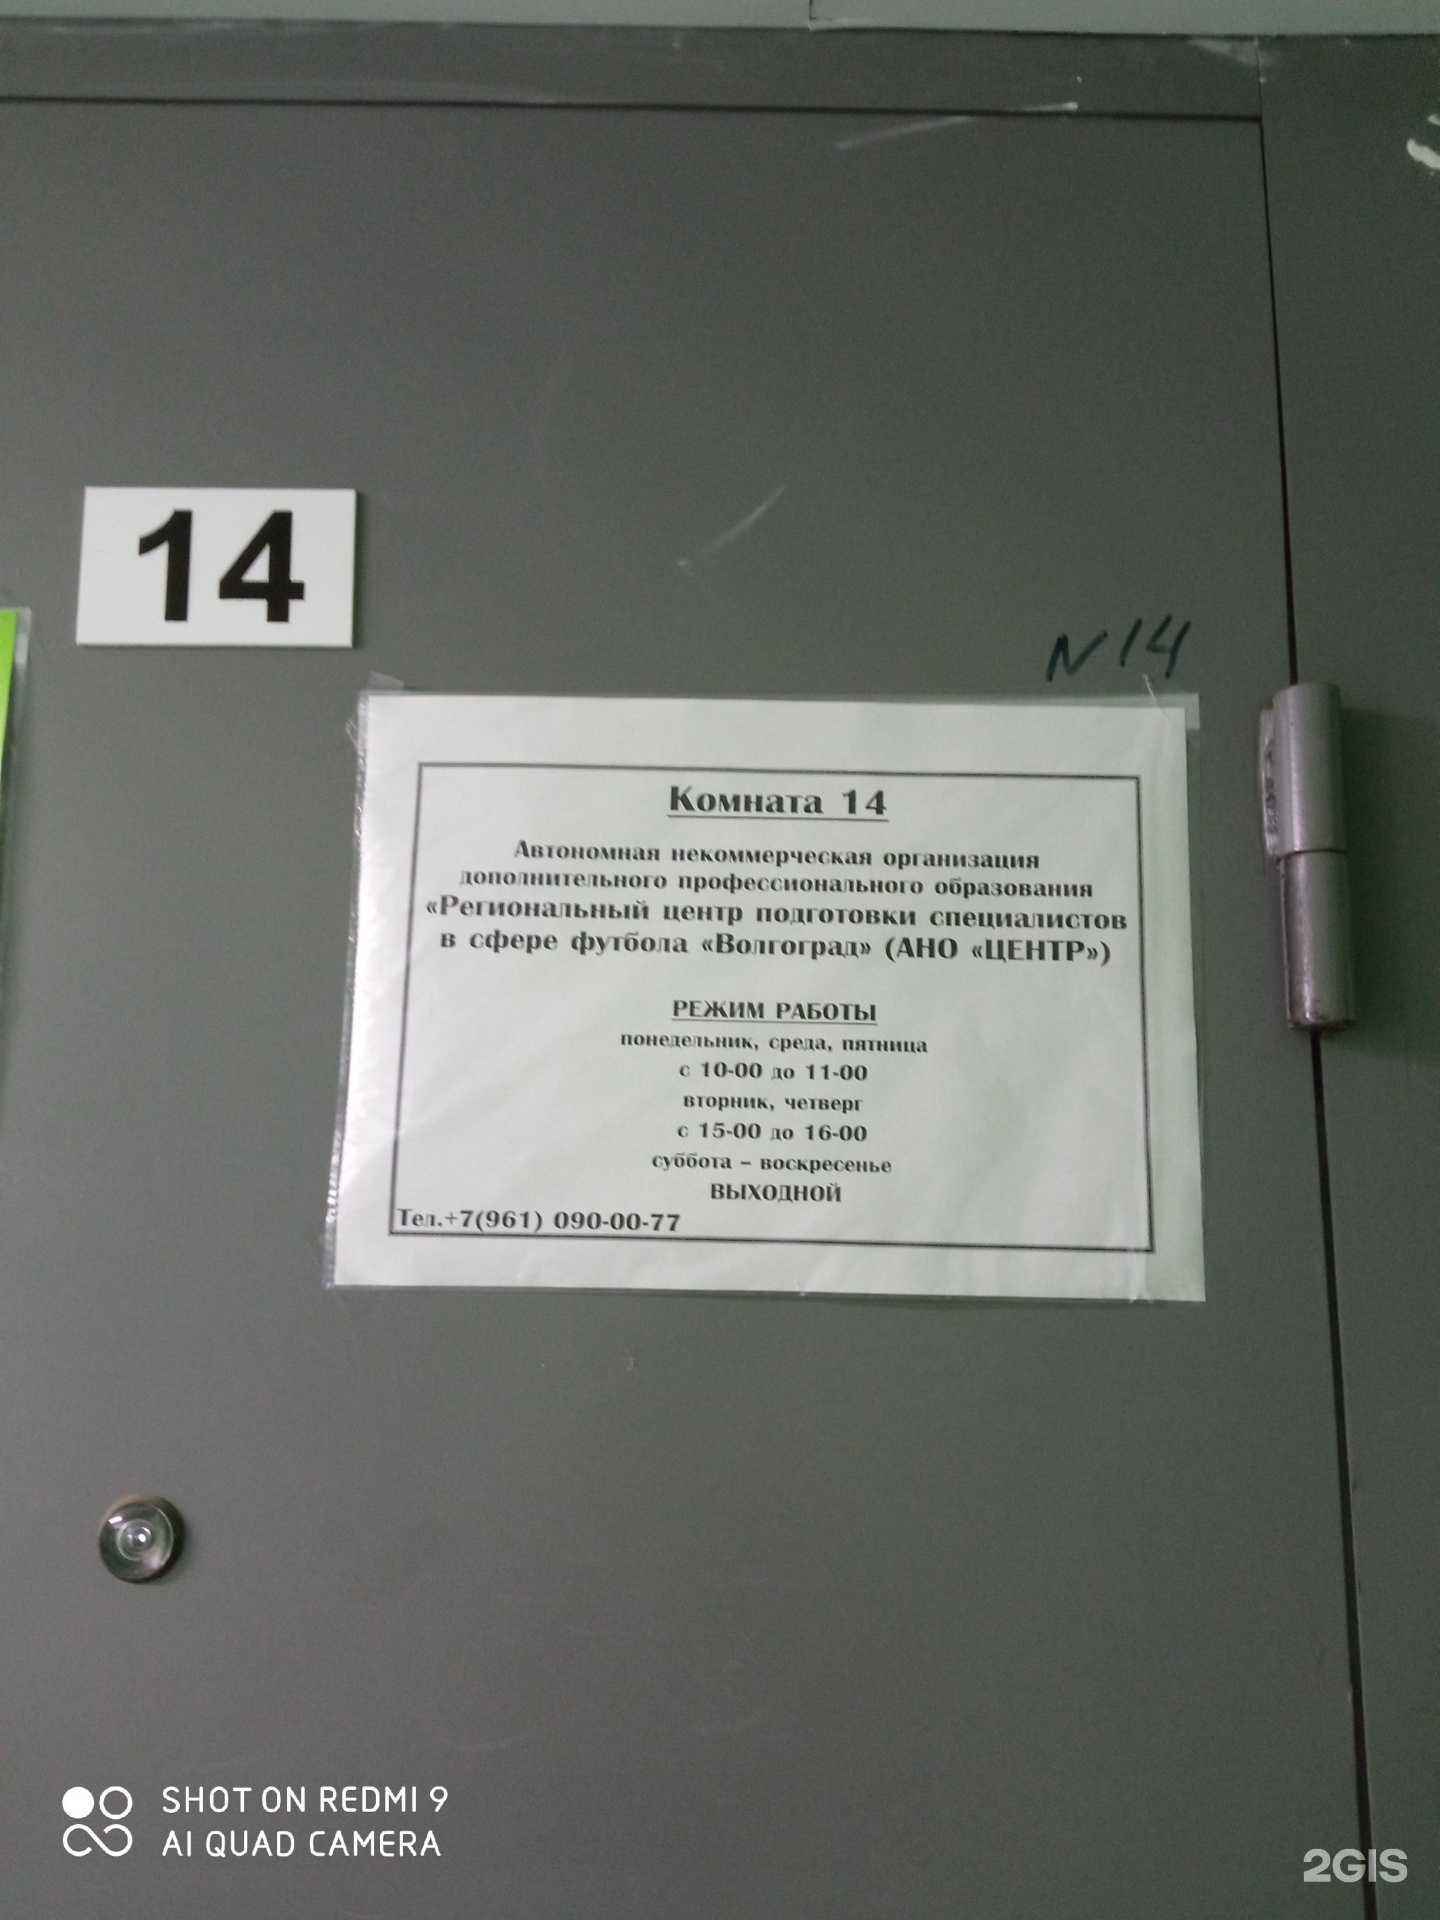 14
N 14
Комната 14
Автономная некоммерческая организация
дополнительного профессионального образования
«Региональный центр подготовки специалистов
в сфере футбола «Волгоград» (АНО «ЦЕНТР»)
РЕЖИМ РАБОТЫ
понедельник, среда, пятница
с 10-00 до 11-00
вторник, четверг
с 15-00 до 16-00
суббота – воскресенье
ВЫХОДНОЙ
Тел.+7(961) 090-00-77
SHOT ON REDMI 9
AI QUAD CAMERA
2GIS